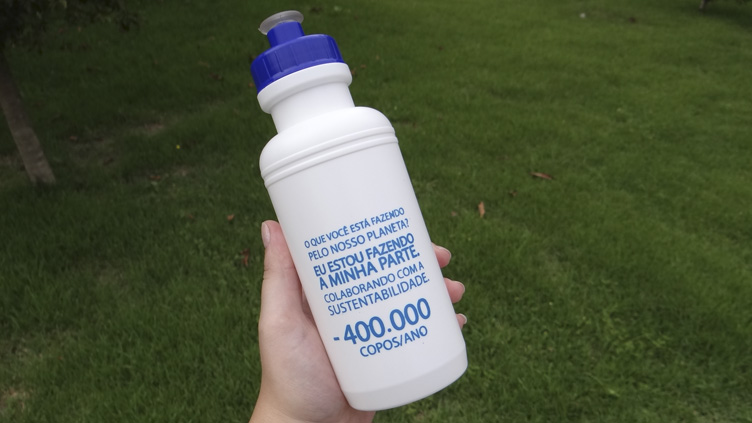 O QUE VOCÊ ESTÁ FAZENDO
PELO NOSSO PLANETA?
EU ESTOU FAZENDO
A MINHA PARTE.
COLABORANDO COM A
SUSTENTABILIDADE.
- 400.000
COPOS/ANO